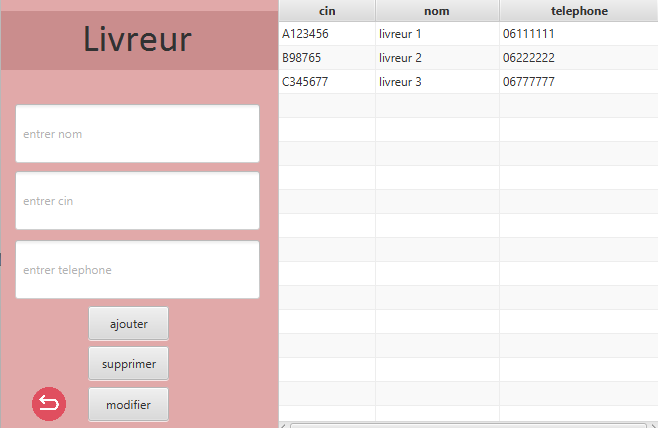 Livreur
entrer nom
entrer cin
entrer telephone
ajouter
supprimer
modifier
cin nom telephone
A123456 livreur 1 06111111
B98765 livreur 2 06222222
C345677 livreur 3 06777777